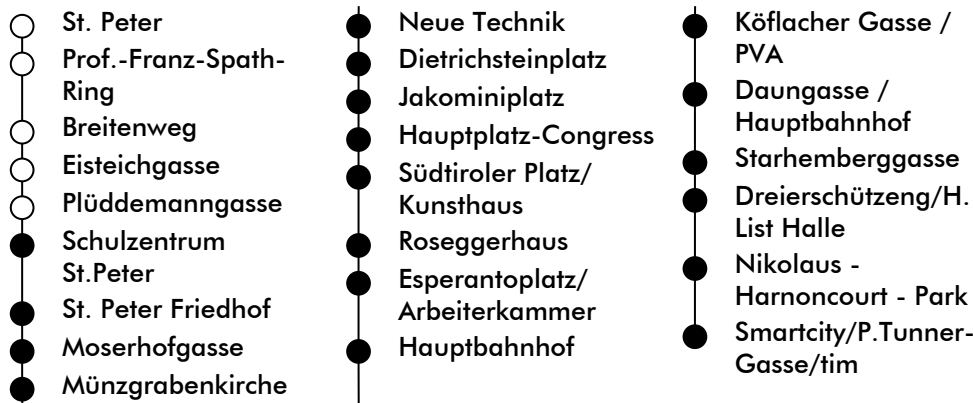 St. Peter
Prof.-Franz-Spath-
Ring
Breitenweg
Eisteichgasse
Plüddemanngasse
Schulzentrum
St.Peter
St. Peter Friedhof
Moserhofgasse
Münzgrabenkirche
Neue Technik
Dietrichsteinplatz
Jakominiplatz
Hauptplatz-Congress
Südtiroler Platz/
Kunsthaus
Roseggerhaus
Esperantoplatz/
Arbeiterkammer
Hauptbahnhof
Köflacher Gasse /
PVA
Daungasse /
Hauptbahnhof
Starhemberggasse
Dreierschützeng/H.
List Halle
Nikolaus -
Harnoncourt - Park
Smartcity/P.Tunner-
Gasse/tim